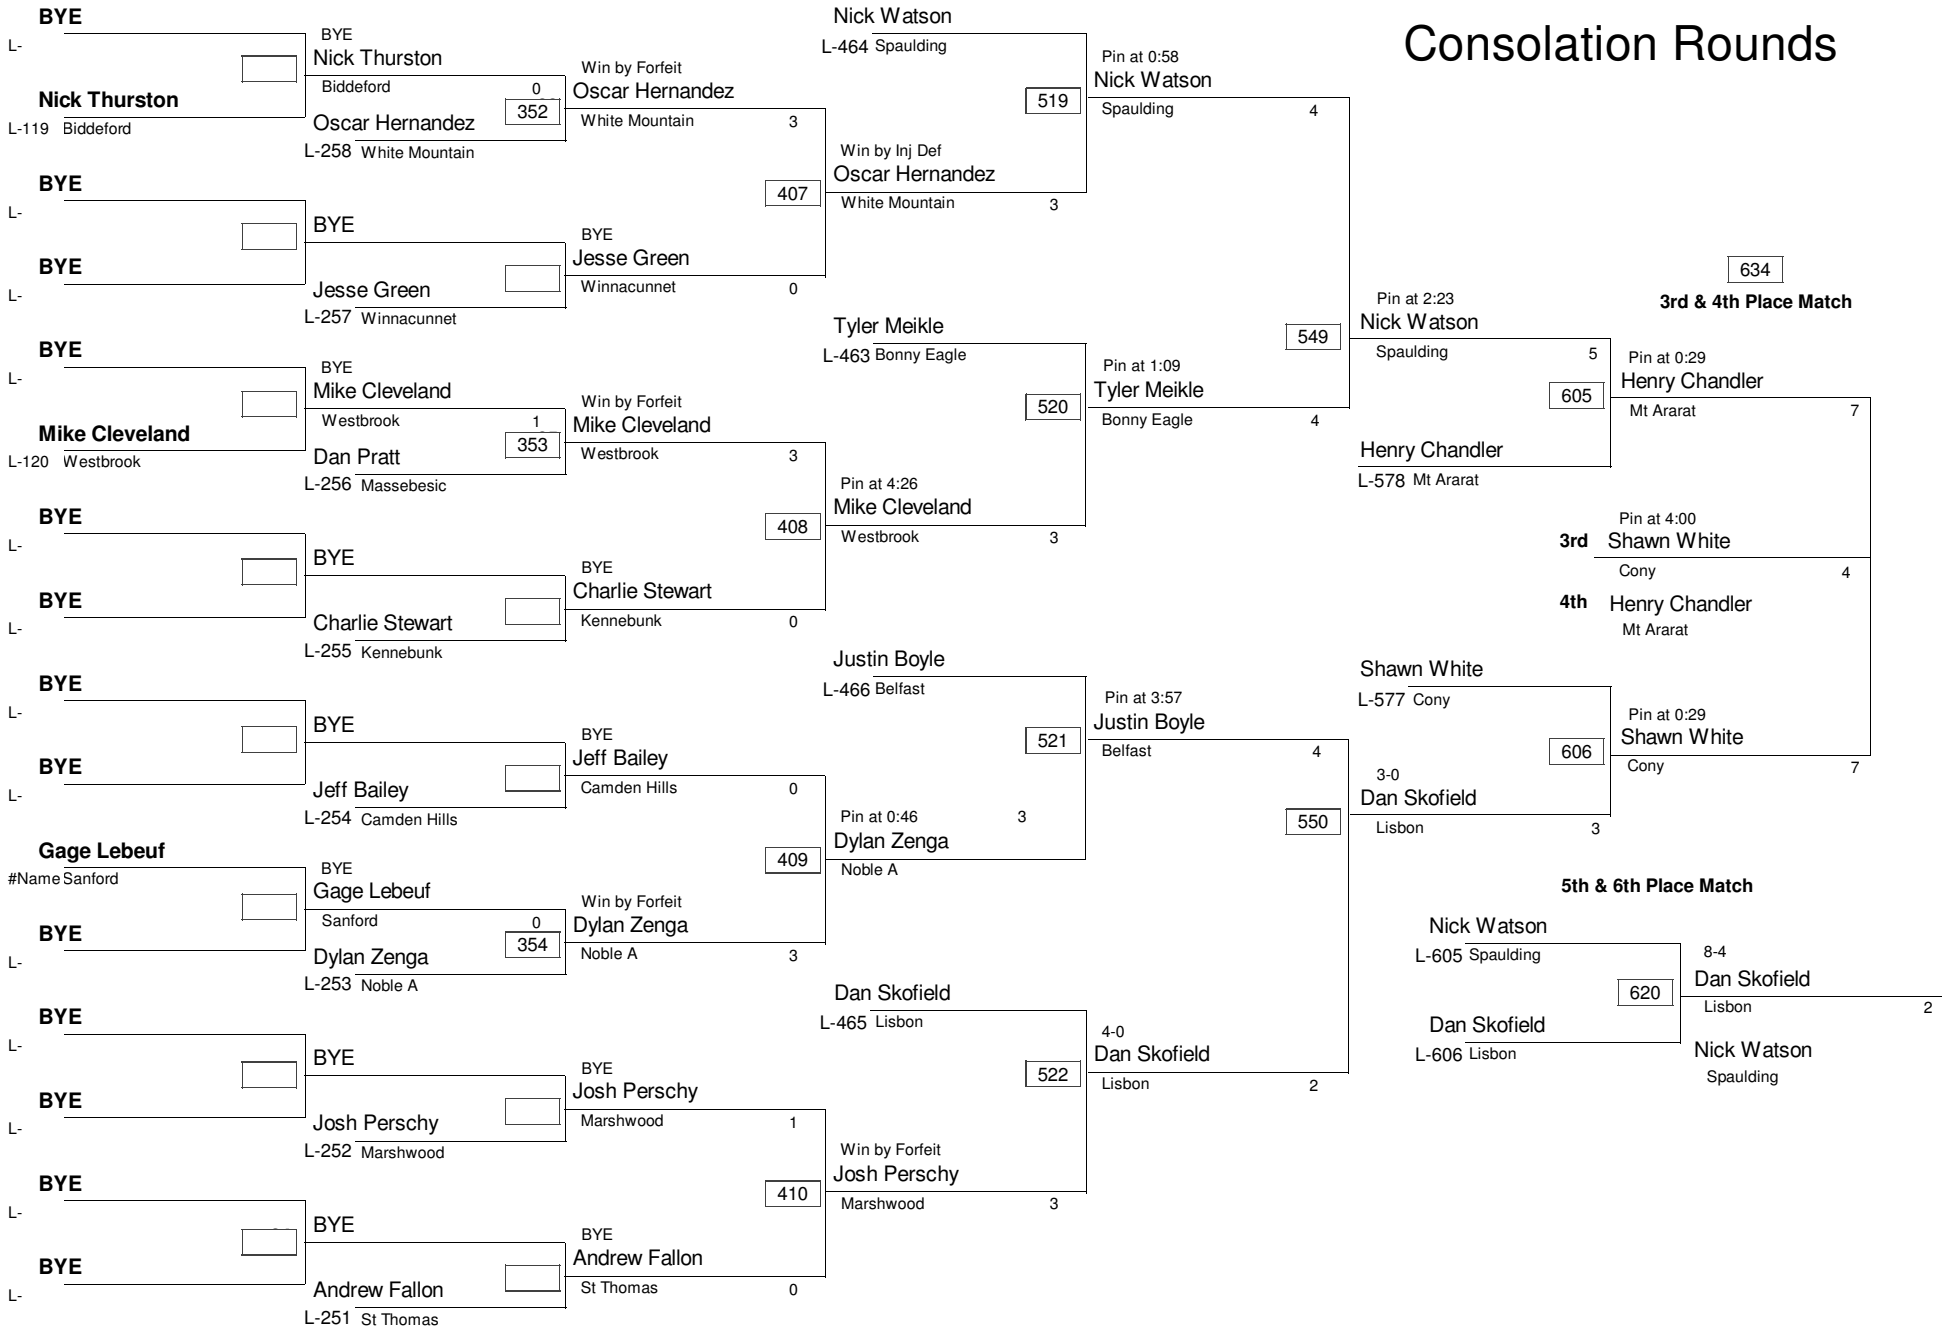 Consolation Rounds
BYE
L-
Nick Thurston
L-119 Biddeford
BYE
L-
BYE
L-
BYE
L-
Mike Cleveland
L-120 Westbrook
BYE
L-
BYE
L-
BYE
L-
BYE
L-
Gage Lebeuf
#Name Sanford
BYE
L-
BYE
L-
BYE
L-
BYE
L-
BYE
L-
BYE
Nick Thurston
Biddeford 0
352
Oscar Hernandez
L-258 White Mountain
BYE
Jesse Green
L-257 Winnacunnet
BYE
Mike Cleveland
Westbrook 1
353
Dan Pratt
L-256 Massebesic
BYE
Charlie Stewart
L-255 Kennebunk
BYE
Jeff Bailey
L-254 Camden Hills
BYE
Gage Lebeuf
Sanford 0
354
Dylan Zenga
L-253 Noble A
BYE
Josh Perschy
L-252 Marshwood
BYE
Andrew Fallon
L-251 St Thomas
Win by Forfeit
Oscar Hernandez
White Mountain 3
407
BYE
Jesse Green
Winnacunnet 0
Win by Forfeit
Mike Cleveland
Westbrook 3
408
BYE
Charlie Stewart
Kennebunk 0
BYE
Jeff Bailey
Camden Hills 0
409
Win by Forfeit
Dylan Zenga
Noble A 3
BYE
Josh Perschy
Marshwood 1
410
BYE
Andrew Fallon
St Thomas 0
Nick Watson
L-464 Spaulding
519
Win by Inj Def
Oscar Hernandez
White Mountain 3
Tyler Meikle
L-463 Bonny Eagle
520
Pin at 4:26
Mike Cleveland
Westbrook 3
Justin Boyle
L-466 Belfast
521
Pin at 0:46 3
Dylan Zenga
Noble A
Dan Skofield
L-465 Lisbon
522
Win by Forfeit
Josh Perschy
Marshwood 3
Pin at 0:58
Nick Watson
Spaulding 4
549
Pin at 1:09
Tyler Meikle
Bonny Eagle 4
Pin at 3:57
Justin Boyle
Belfast 4
550
4-0
Dan Skofield
Lisbon 2
Pin at 2:23
Nick Watson
Spaulding 5
605
Henry Chandler
L-578 Mt Ararat
Shawn White
L-577 Cony
606
3-0
Dan Skofield
Lisbon 3
634
3rd & 4th Place Match
Pin at 0:29
Henry Chandler
Mt Ararat 7
Pin at 4:00
3rd Shawn White
Cony 4
4th Henry Chandler
Mt Ararat
Pin at 0:29
Shawn White
Cony 7
5th & 6th Place Match
Nick Watson
L-605 Spaulding
620
Dan Skofield
L-606 Lisbon
8-4
Dan Skofield
Lisbon 2
Nick Watson
Spaulding